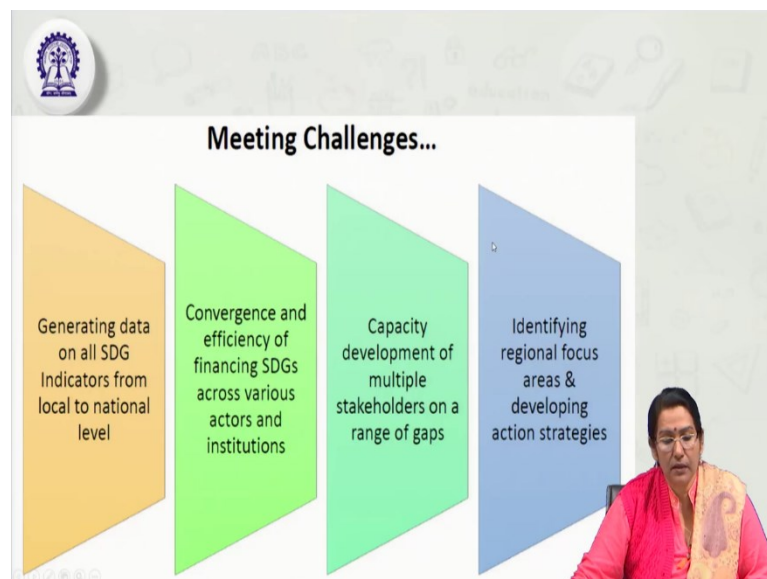 Meeting Challenges...
Generating data
on all SDG
Indicators from
local to national
level
Convergence and
efficiency of
financing SDGs
across various
actors and
institutions
Capacity
development of
multiple
stakeholders on a
range of gaps
Identifying
regional focus
areas &
developing
action strategies